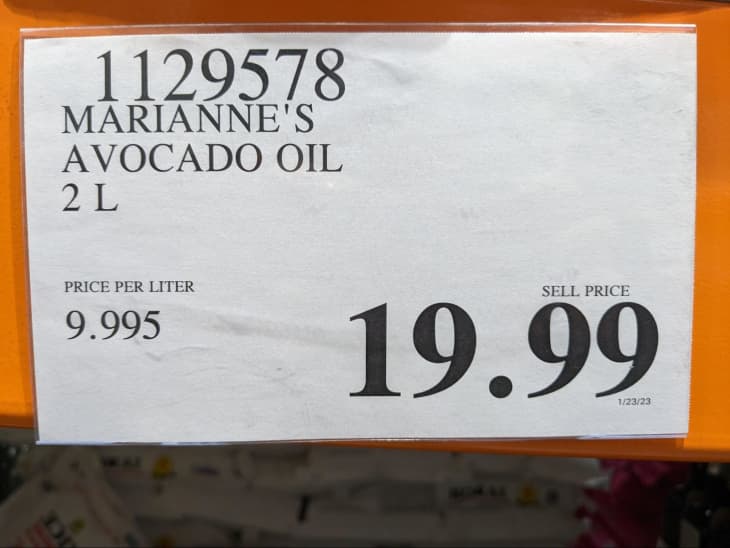 1129578
MARIANNE'S
AVOCADO OIL
2 L
PRICE PER LITER
9.995
SELL PRICE
19.99
1/23/23